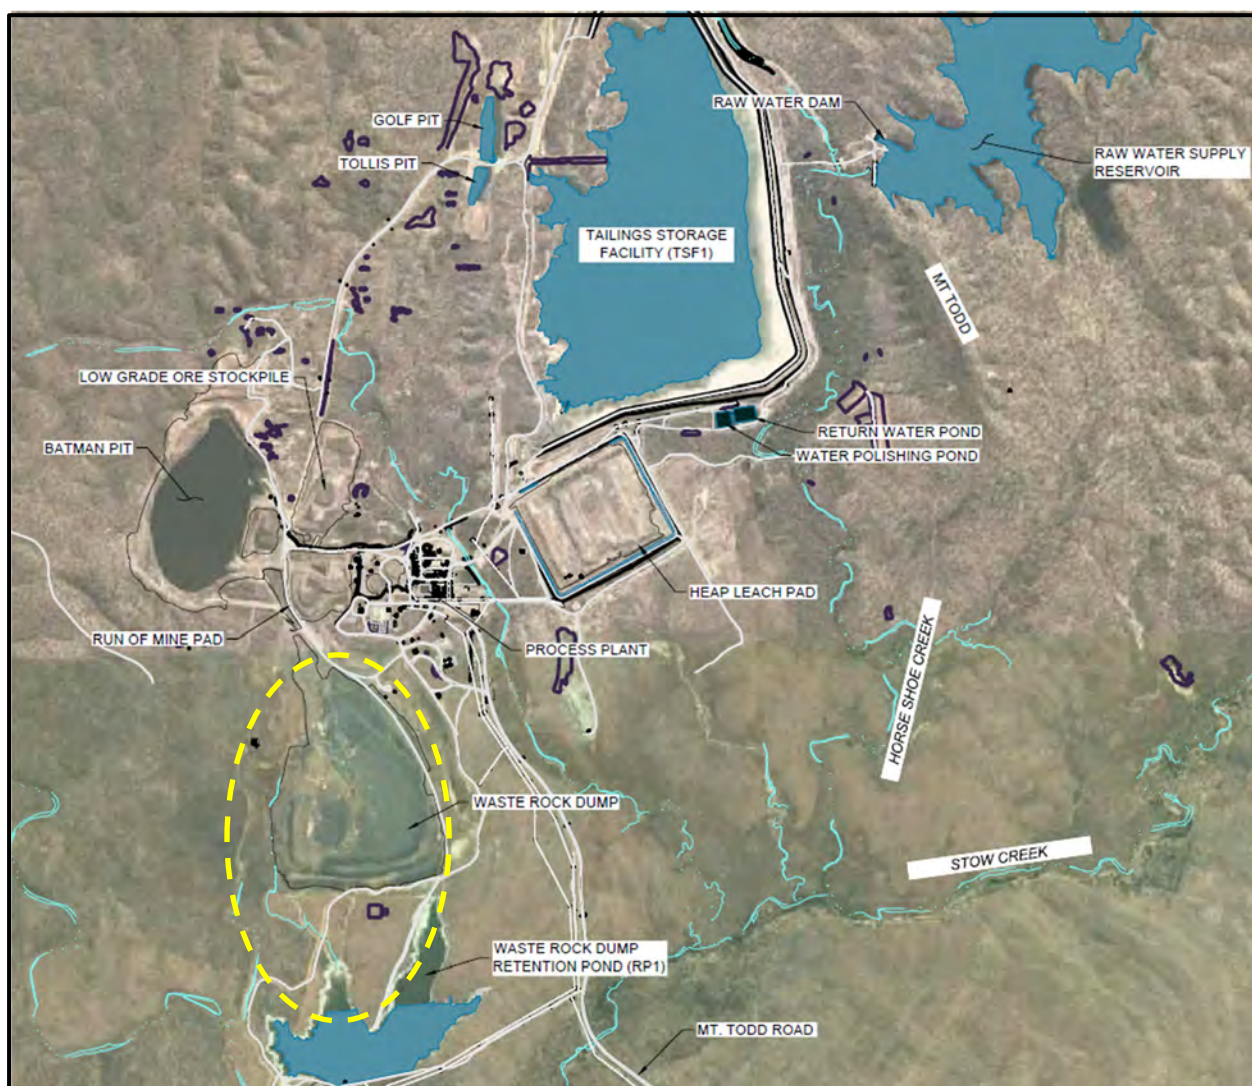 RAW WATER DAM
GOLF PIT
TOLLIS PIT
RAW WATER SUPPLY
RESERVOIR
TAILINGS STORAGE
FACILITY (TSF1)
MT TODD
LOW GRADE ORE STOCKPILE
BATMAN PIT
RETURN WATER POND
WATER POLISHING POND
HEAP LEACH PAD
RUN OF MINE PAD
PROCESS PLANT
HORSE SHOE CREEK
WASTE ROCK DUMP
STOW CREEK
WASTE ROCK DUMP
RETENTION POND (RP1)
MT. TODD ROAD